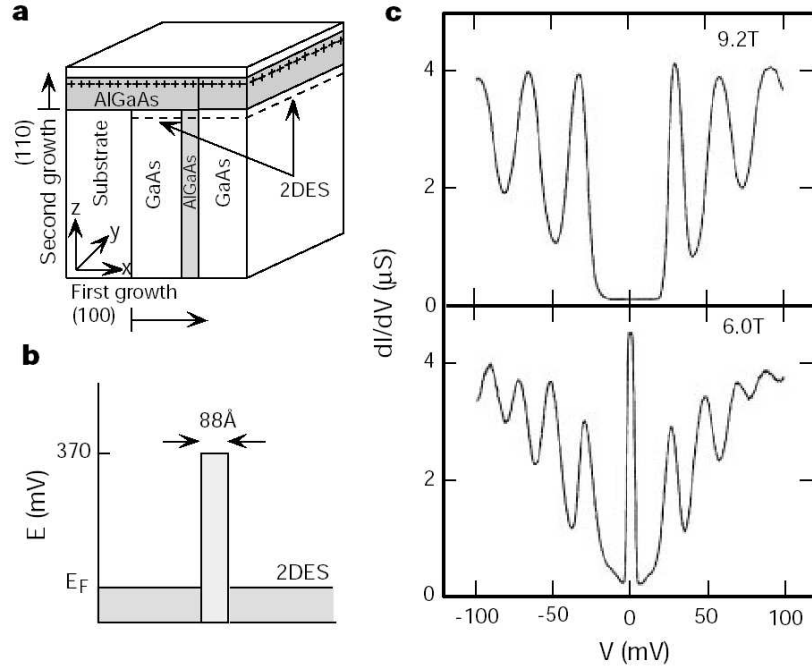 a
AlGaAs
(110)
Second growth
Substrate
GaAs
AlGaAs
GaAs
2DES
z
y
x
First growth
(100)
b
88Å
370
E (mV)
E_F
2DES
c
9.2T
4
2
0
dI/dV (μS)
6.0T
4
2
0
-100 -50 0 50 100
V (mV)